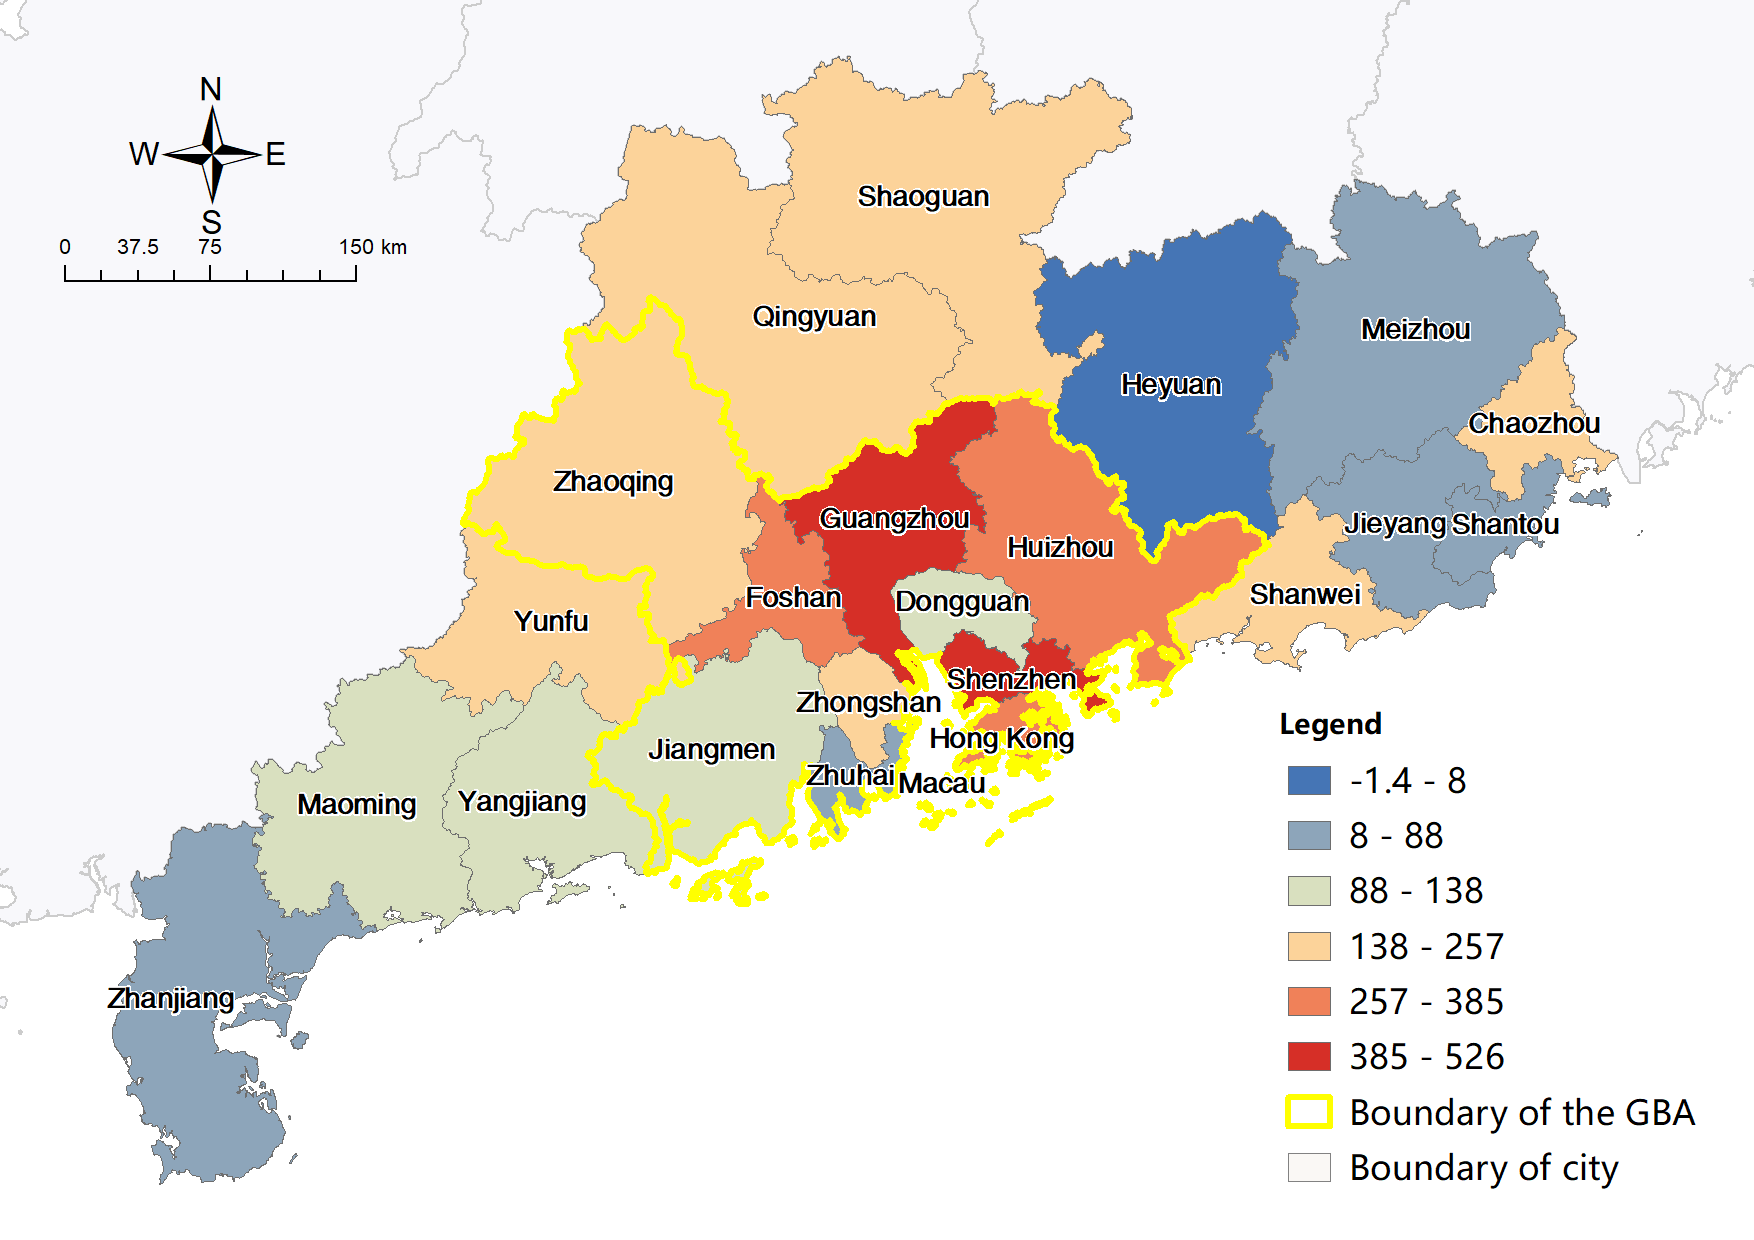 N
W E
S
0 37.5 75 150 km
Shaoguan
Qingyuan
Meizhou
Heyuan
Chaozhou
Zhaoqing
Guangzhou
Jieyang Shantou
Huizhou
Foshan
Dongguan
Shanwei
Yunfu
Shenzhen
Zhongshan
Hong Kong
Jiangmen
Zhuhai
Macau
Maoming
Yangjiang
Zhanjiang
Legend
-1.4 - 8
8 - 88
88 - 138
138 - 257
257 - 385
385 - 526
Boundary of the GBA
Boundary of city